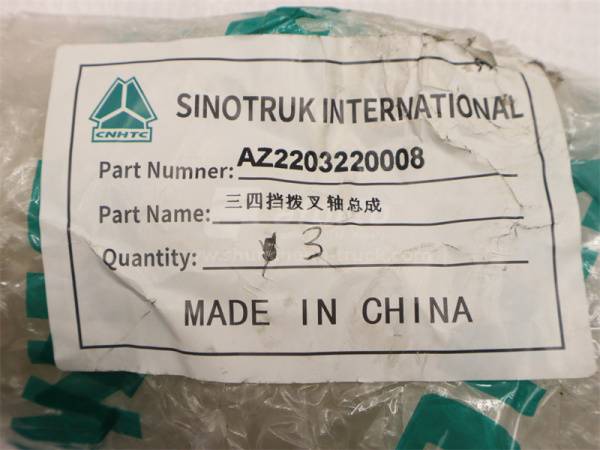 CNHTC
SINOTRUK INTERNATIONAL
Part Numner: AZ2203220008
Part Name: 三四挡拨叉轴总成
Quantity: 3
MADE IN CHINA